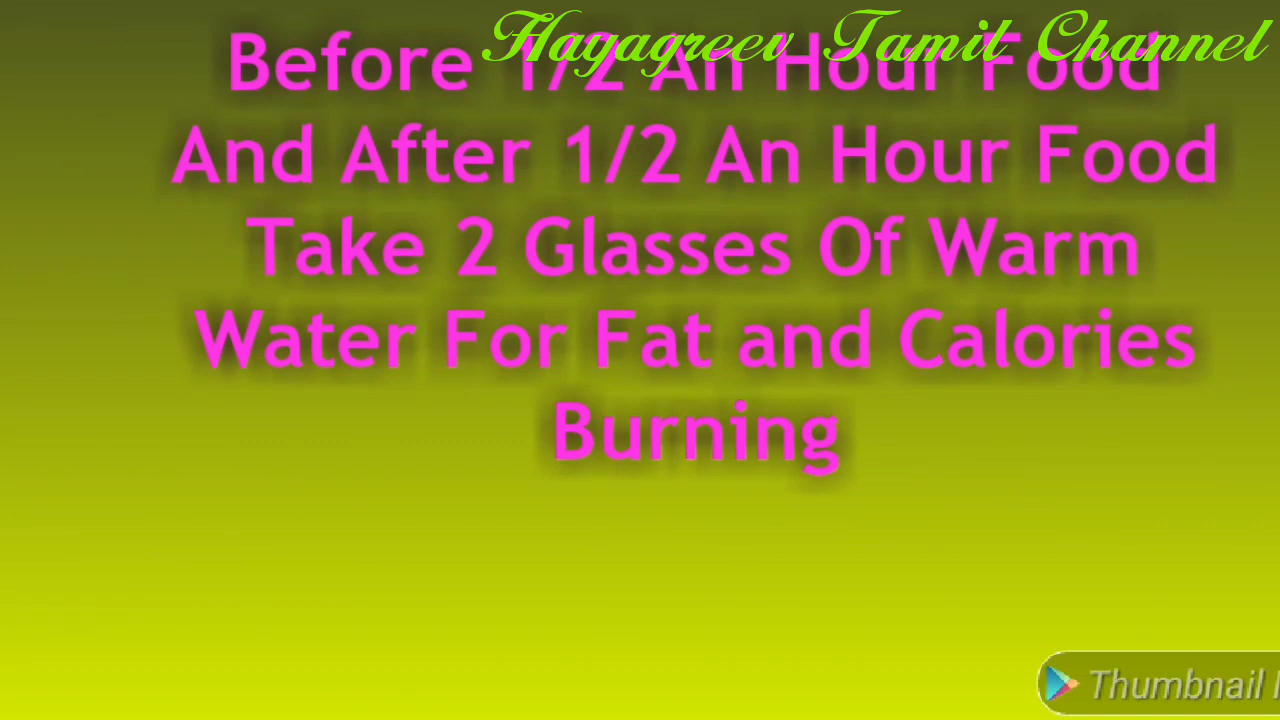 Hayagreev Tamil Channel
Before 1/2 An Hour Food
And After 1/2 An Hour Food
Take 2 Glasses Of Warm
Water For Fat and Calories
Burning
Thumbnail